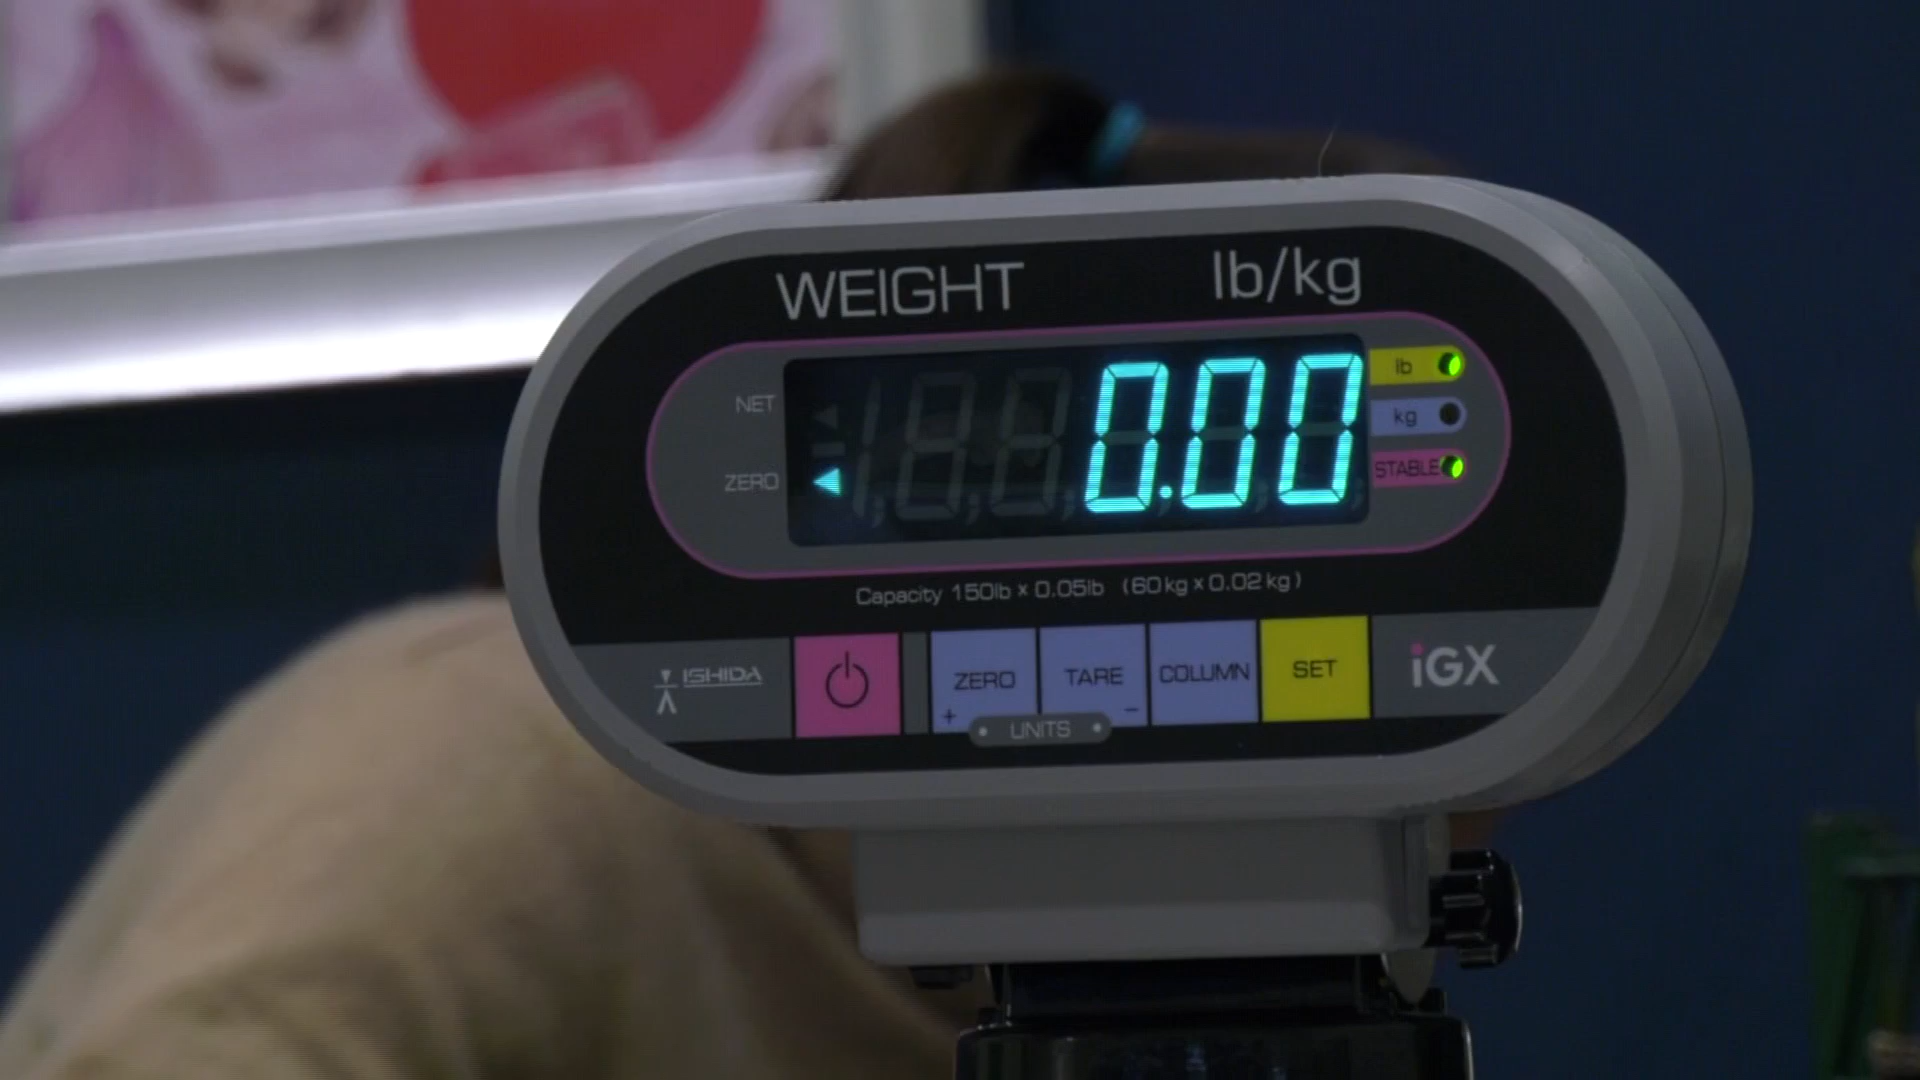 WEIGHT lb/kg
NET
ZERO
0.00
lb
kg
STABLE
Capacity 150lb x 0.05lb (60kg x 0.02kg)
ISHIDA
ZERO TARE COLUMN SET
+ −
UNITS
iGX